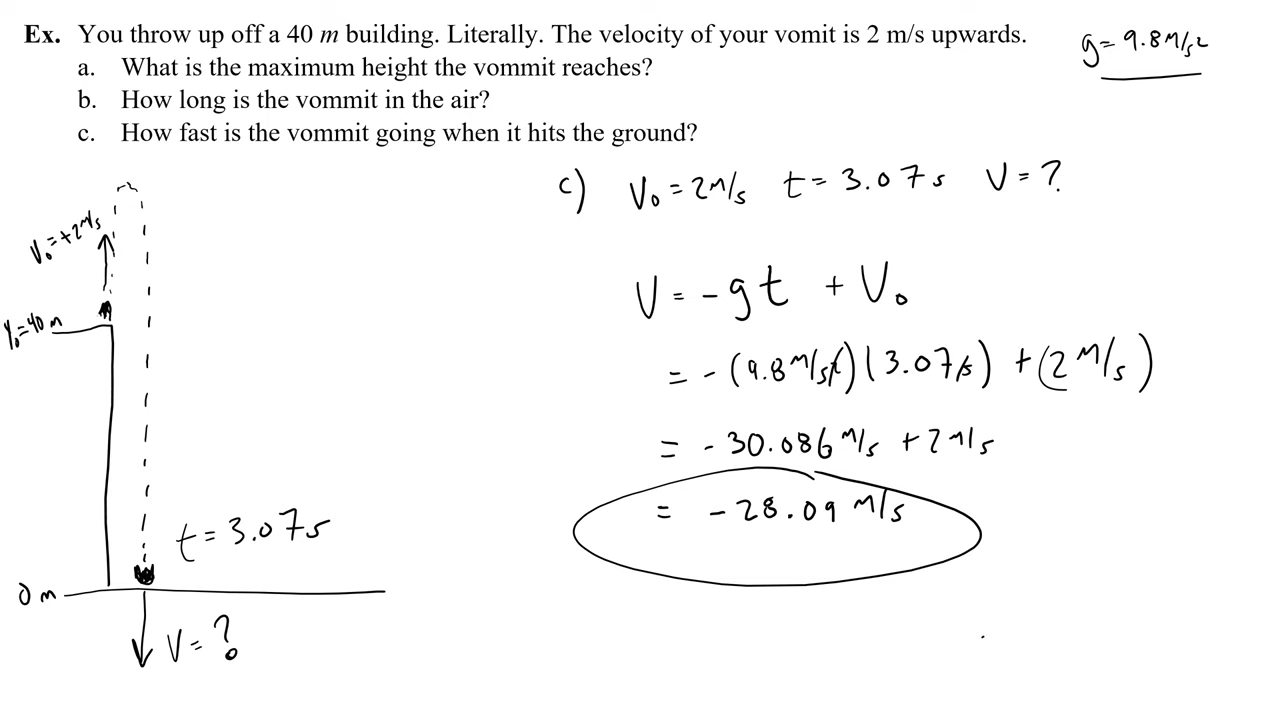 Ex. You throw up off a 40 m building. Literally. The velocity of your vomit is 2 m/s upwards.
g = 9.8 m/s²
a. What is the maximum height the vommit reaches?
b. How long is the vommit in the air?
c. How fast is the vommit going when it hits the ground?
c) V₀ = 2 m/s t = 3.07 s V = ?
V₀ = +2 m/s
V = -gt + V₀
Y₀ = 40 m
= -(9.8 m/s²)(3.07 s) + (2 m/s)
= -30.086 m/s + 2 m/s
= -28.09 m/s
t = 3.07 s
0 m
V = ?